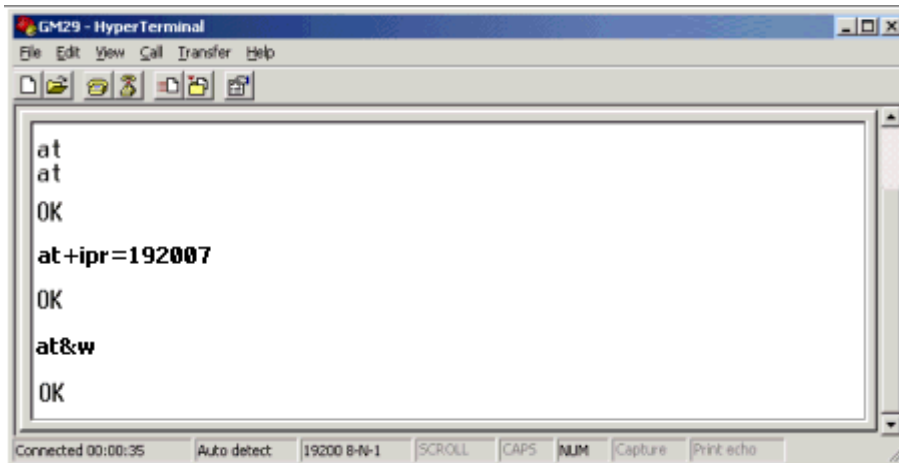 GM29 - HyperTerminal
File Edit View Call Transfer Help
at
at
OK
at+ipr=192007
OK
at&w
OK
Connected 00:00:35 Auto detect 19200 8-N-1 SCROLL CAPS NUM Capture Print echo